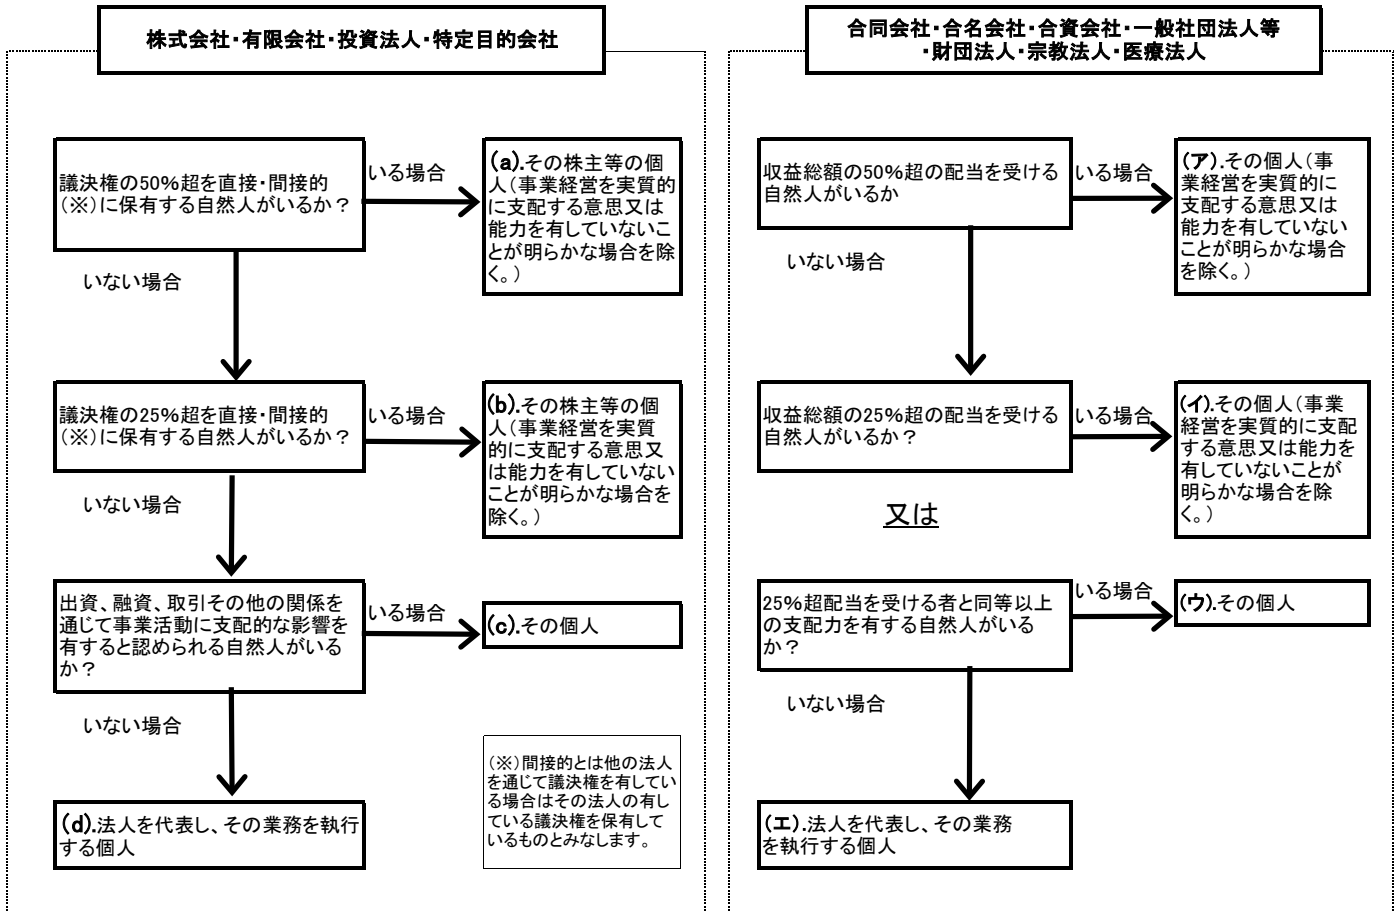 株式会社・有限会社・投資法人・特定目的会社
議決権の50%超を直接・間接的
(※)に保有する自然人がいるか？
いる場合
(a).その株主等の個
人(事業経営を実質的
に支配する意思又は
能力を有していないこ
とが明らかな場合を除
く。)
いない場合
議決権の25%超を直接・間接的
(※)に保有する自然人がいるか？
いる場合
(b).その株主等の個
人(事業経営を実質
的に支配する意思又
は能力を有していない
ことが明らかな場合を
除く。)
いない場合
出資、融資、取引その他の関係を
通じて事業活動に支配的な影響を
有すると認められる自然人がいる
か？
いる場合
(c).その個人
いない場合
(※)間接的とは他の法人
を通じて議決権を有してい
る場合はその法人の有し
ている議決権を保有して
いるものとみなします。
(d).法人を代表し、その業務を執行
する個人
合同会社・合名会社・合資会社・一般社団法人等
・財団法人・宗教法人・医療法人
収益総額の50%超の配当を受ける
自然人がいるか
いる場合
(ア).その個人(事
業経営を実質的に
支配する意思又は
能力を有していない
ことが明らかな場合
を除く。)
いない場合
収益総額の25%超の配当を受ける
自然人がいるか？
いる場合
(イ).その個人(事業
経営を実質的に支配
する意思又は能力を
有していないことが
明らかな場合を除
く。)
又は
25%超配当を受ける者と同等以上
の支配力を有する自然人がいる
か？
いる場合
(ウ).その個人
いない場合
(エ).法人を代表し、その業務
を執行する個人